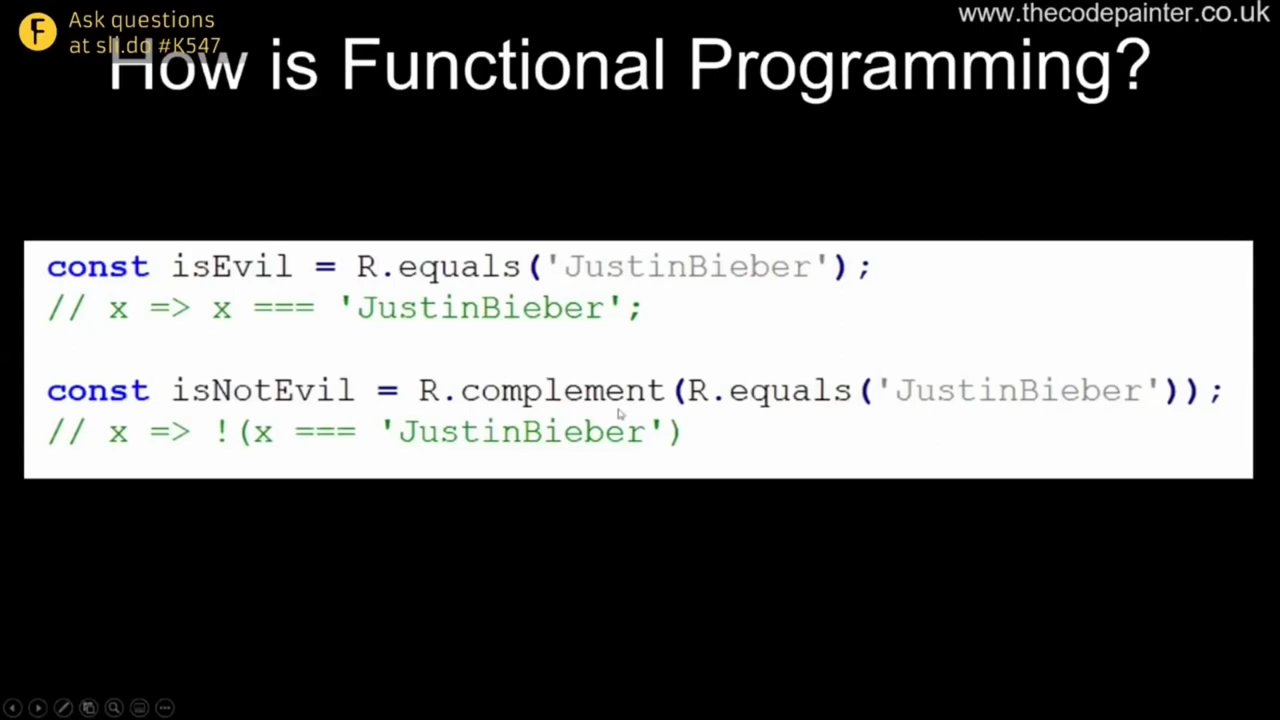 Ask questions
at sli.do #K547
www.thecodepainter.co.uk
How is Functional Programming?
const isEvil = R.equals('JustinBieber');
// x => x === 'JustinBieber';
const isNotEvil = R.complement(R.equals('JustinBieber'));
// x => !(x === 'JustinBieber')